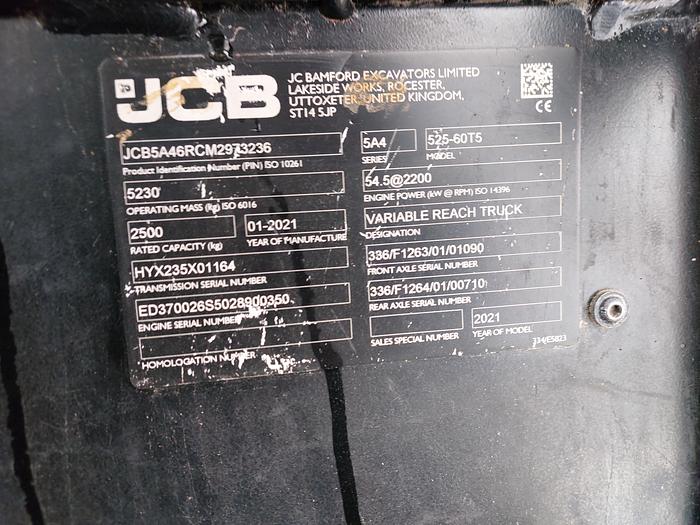 JCB
JC BAMFORD EXCAVATORS LIMITED
LAKESIDE WORKS, ROCESTER,
UTTOXETER, UNITED KINGDOM,
ST14 5JP
CE
JCB5A46RCM2973236
Product Identification Number (PIN) ISO 10261
5A4
SERIES
525-60T5
MODEL
5230
OPERATING MASS (kg) ISO 6016
54.5@2200
ENGINE POWER (kW @ RPM) ISO 14396
2500
RATED CAPACITY (kg)
01-2021
YEAR OF MANUFACTURE
VARIABLE REACH TRUCK
DESIGNATION
HYX235X01164
TRANSMISSION SERIAL NUMBER
336/F1263/01/01090
FRONT AXLE SERIAL NUMBER
ED370026S5028900350
ENGINE SERIAL NUMBER
336/F1264/01/00710
REAR AXLE SERIAL NUMBER
HOMOLOGATION NUMBER
SALES SPECIAL NUMBER
2021
YEAR OF MODEL
334/E5823